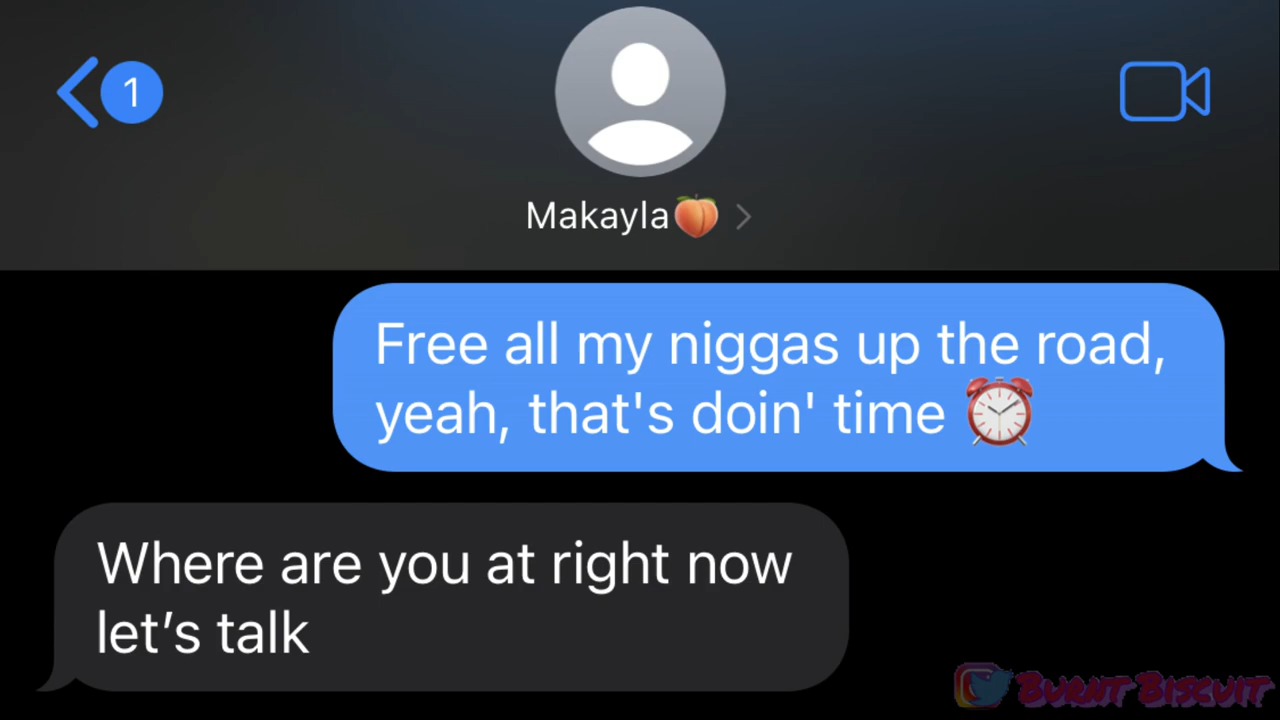 1
Makayla🍑
Free all my niggas up the road,
yeah, that's doin' time ⏰
Where are you at right now
let’s talk
Burnt Biscuit